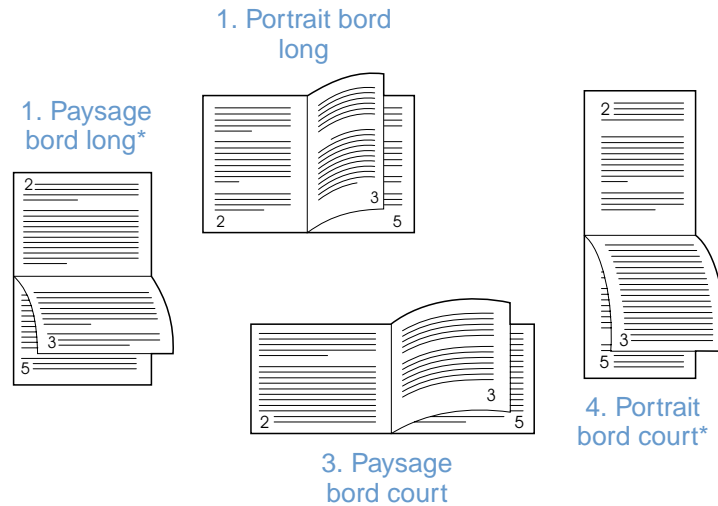 1. Portrait bord
long
1. Paysage
bord long*
2
3
5
2
3
5
2
3
5
2
3
5
3. Paysage
bord court
4. Portrait
bord court*